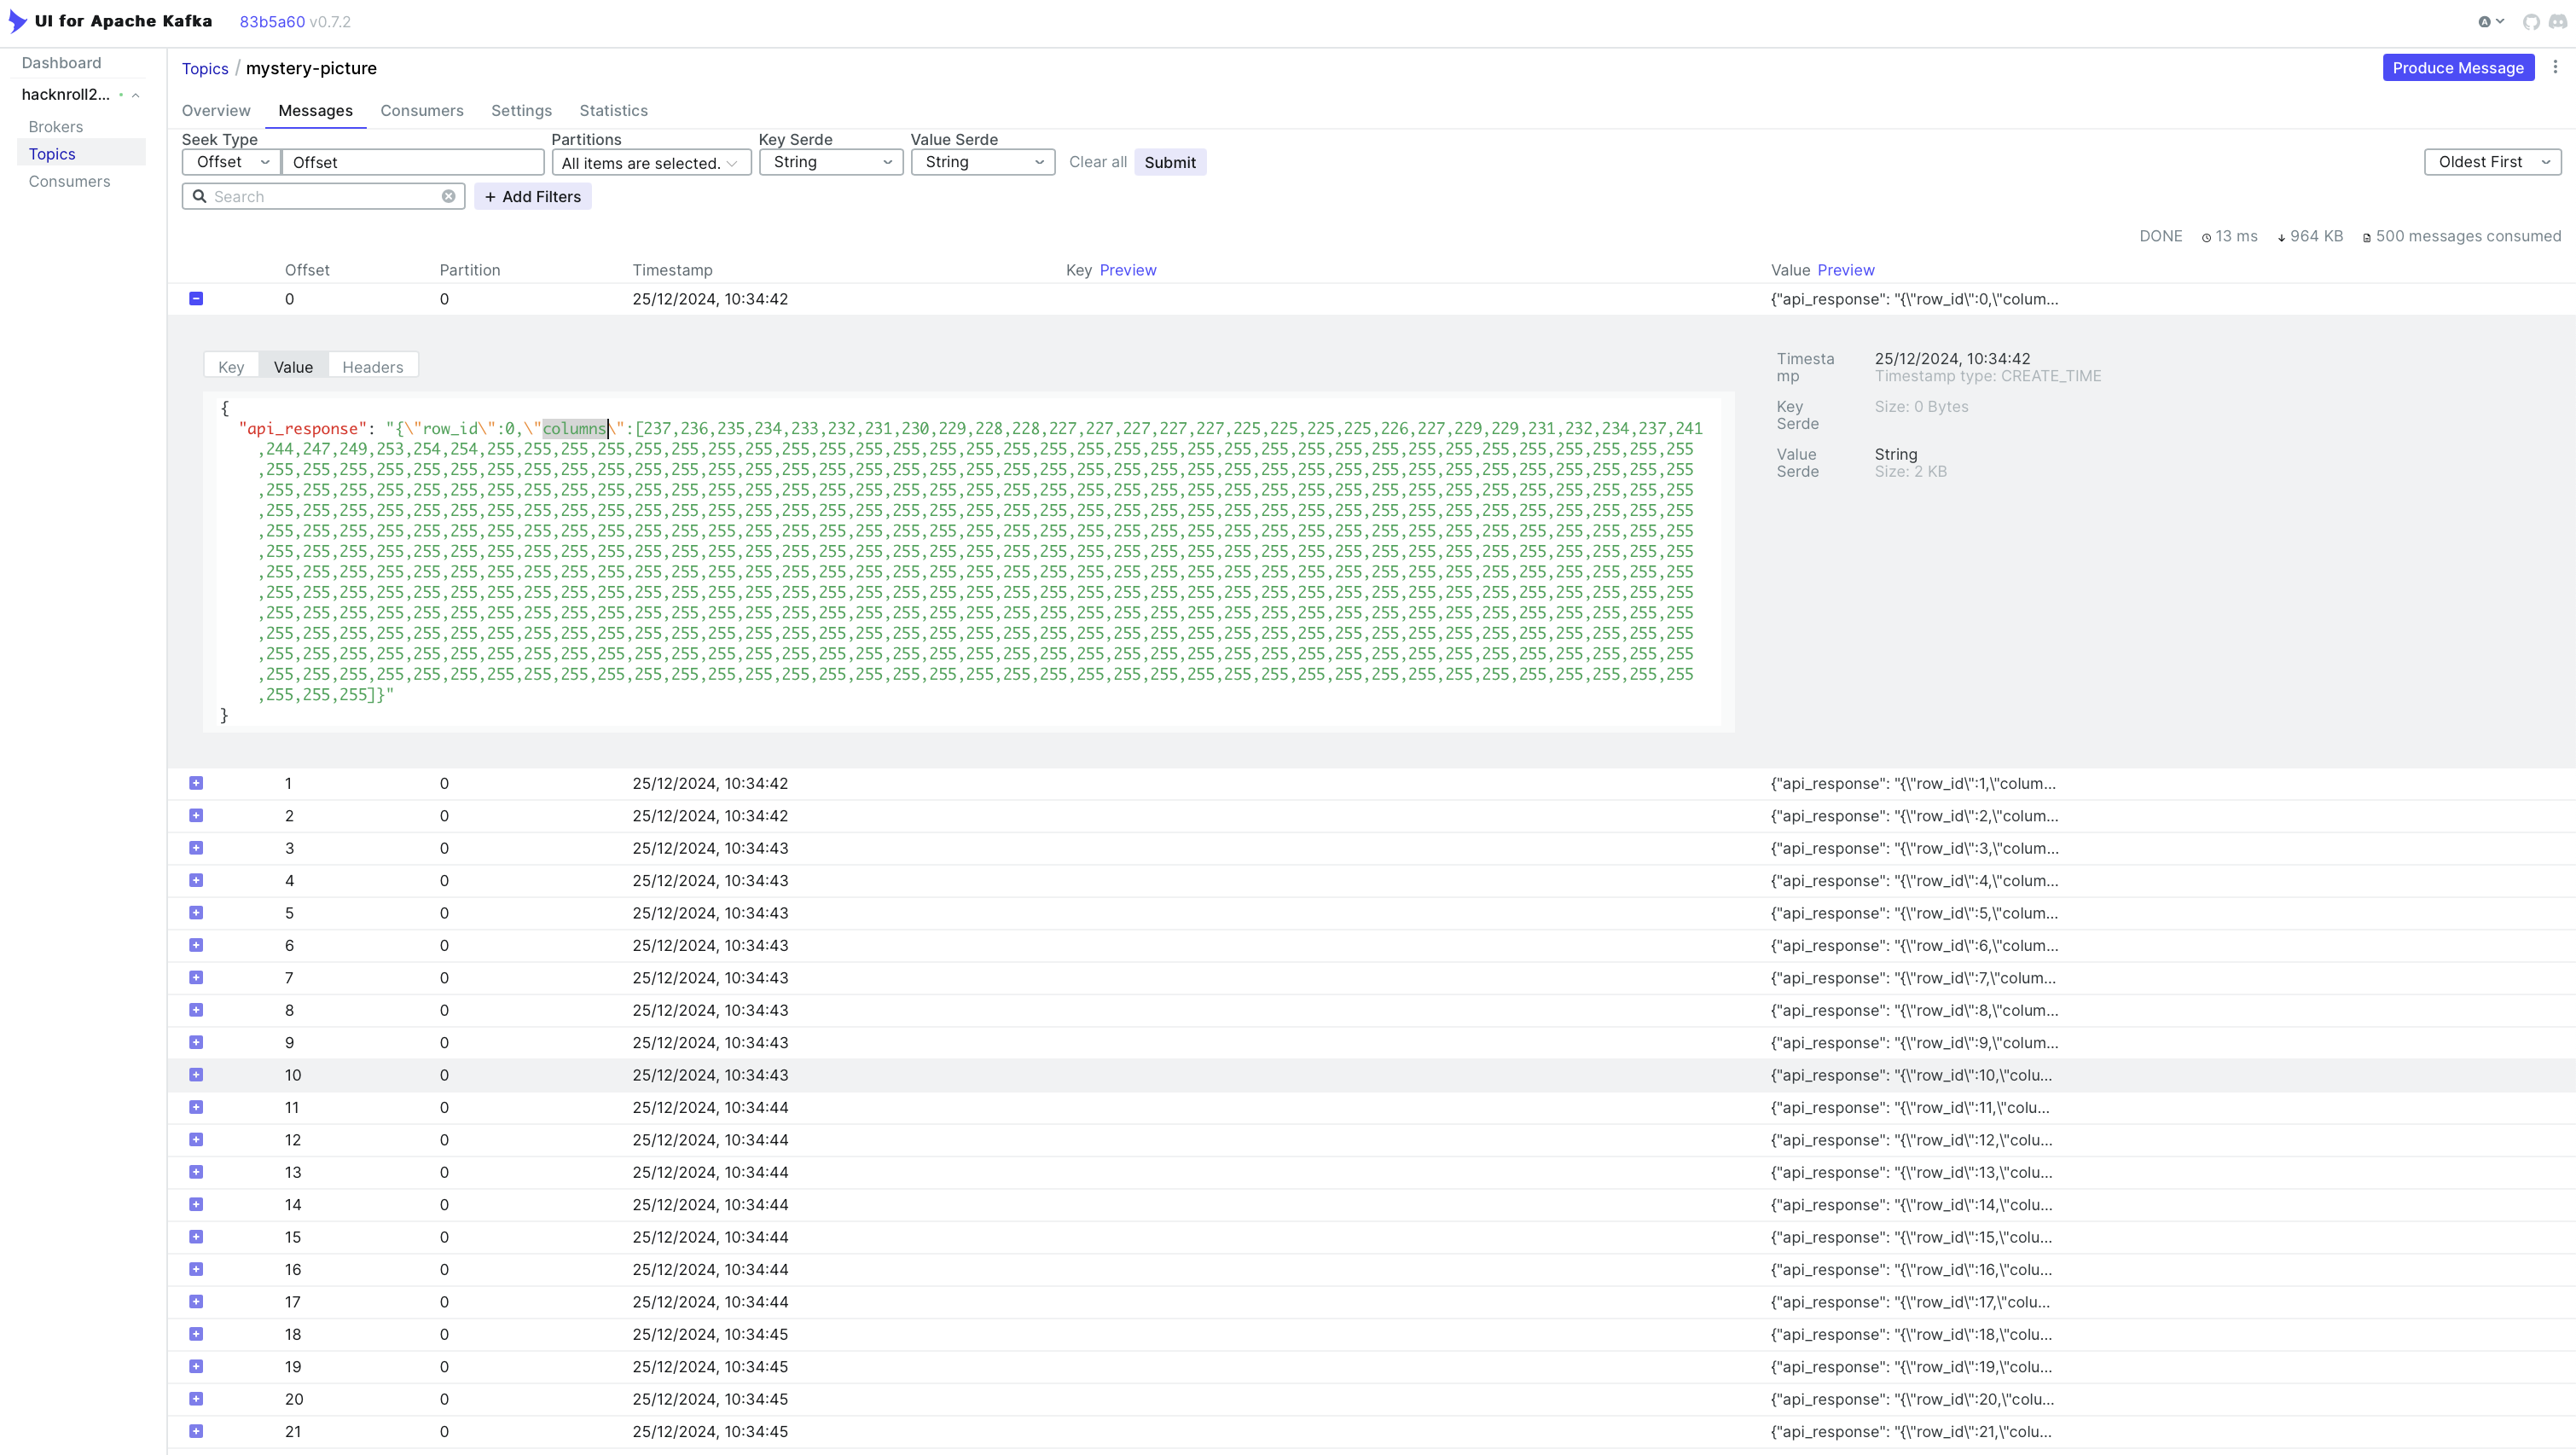 UI for Apache Kafka 83b5a60 v0.7.2
Dashboard
hacknroll2...
Brokers
Topics
Consumers
Topics / mystery-picture
Produce Message
Overview Messages Consumers Settings Statistics
Seek Type Partitions Key Serde Value Serde
Offset Offset All items are selected. String String Clear all Submit Oldest First
Search + Add Filters
DONE 13 ms 964 KB 500 messages consumed
Offset Partition Timestamp Key Preview Value Preview
0 0 25/12/2024, 10:34:42 {"api_response": "{\"row_id\":0,\"colum...
Key Value Headers
{
"api_response": "{\"row_id\":0,\"columns\":[237,236,235,234,233,232,231,230,229,228,228,227,227,227,227,227,225,225,225,225,226,227,229,229,231,232,234,237,241
,244,247,249,253,254,254,255,255,255,255,255,255,255,255,255,255,255,255,255,255,255,255,255,255,255,255,255,255,255,255,255,255,255,255,255,255,255,255,255
,255,255,255,255,255,255,255,255,255,255,255,255,255,255,255,255,255,255,255,255,255,255,255,255,255,255,255,255,255,255,255,255,255,255,255,255,255,255,255
,255,255,255,255,255,255,255,255,255,255,255,255,255,255,255,255,255,255,255,255,255,255,255,255,255,255,255,255,255,255,255,255,255,255,255,255,255,255,255
,255,255,255,255,255,255,255,255,255,255,255,255,255,255,255,255,255,255,255,255,255,255,255,255,255,255,255,255,255,255,255,255,255,255,255,255,255,255,255
,255,255,255,255,255,255,255,255,255,255,255,255,255,255,255,255,255,255,255,255,255,255,255,255,255,255,255,255,255,255,255,255,255,255,255,255,255,255,255
,255,255,255,255,255,255,255,255,255,255,255,255,255,255,255,255,255,255,255,255,255,255,255,255,255,255,255,255,255,255,255,255,255,255,255,255,255,255,255
,255,255,255,255,255,255,255,255,255,255,255,255,255,255,255,255,255,255,255,255,255,255,255,255,255,255,255,255,255,255,255,255,255,255,255,255,255,255,255
,255,255,255,255,255,255,255,255,255,255,255,255,255,255,255,255,255,255,255,255,255,255,255,255,255,255,255,255,255,255,255,255,255,255,255,255,255,255,255
,255,255,255,255,255,255,255,255,255,255,255,255,255,255,255,255,255,255,255,255,255,255,255,255,255,255,255,255,255,255,255,255,255,255,255,255,255,255,255
,255,255,255,255,255,255,255,255,255,255,255,255,255,255,255,255,255,255,255,255,255,255,255,255,255,255,255,255,255,255,255,255,255,255,255,255,255,255,255
,255,255,255,255,255,255,255,255,255,255,255,255,255,255,255,255,255,255,255,255,255,255,255,255,255,255,255,255,255,255,255,255,255,255,255,255,255,255,255
,255,255,255,255,255,255,255,255,255,255,255,255,255,255,255,255,255,255,255,255,255,255,255,255,255,255,255,255,255,255,255,255,255,255,255,255,255,255,255
,255,255,255]}"
}
Timesta
mp
25/12/2024, 10:34:42
Timestamp type: CREATE_TIME
Key
Serde
Size: 0 Bytes
Value
Serde
String
Size: 2 KB
1 0 25/12/2024, 10:34:42 {"api_response": "{\"row_id\":1,\"colum...
2 0 25/12/2024, 10:34:42 {"api_response": "{\"row_id\":2,\"colum...
3 0 25/12/2024, 10:34:43 {"api_response": "{\"row_id\":3,\"colum...
4 0 25/12/2024, 10:34:43 {"api_response": "{\"row_id\":4,\"colum...
5 0 25/12/2024, 10:34:43 {"api_response": "{\"row_id\":5,\"colum...
6 0 25/12/2024, 10:34:43 {"api_response": "{\"row_id\":6,\"colum...
7 0 25/12/2024, 10:34:43 {"api_response": "{\"row_id\":7,\"colum...
8 0 25/12/2024, 10:34:43 {"api_response": "{\"row_id\":8,\"colum...
9 0 25/12/2024, 10:34:43 {"api_response": "{\"row_id\":9,\"colum...
10 0 25/12/2024, 10:34:43 {"api_response": "{\"row_id\":10,\"colu...
11 0 25/12/2024, 10:34:44 {"api_response": "{\"row_id\":11,\"colu...
12 0 25/12/2024, 10:34:44 {"api_response": "{\"row_id\":12,\"colu...
13 0 25/12/2024, 10:34:44 {"api_response": "{\"row_id\":13,\"colu...
14 0 25/12/2024, 10:34:44 {"api_response": "{\"row_id\":14,\"colu...
15 0 25/12/2024, 10:34:44 {"api_response": "{\"row_id\":15,\"colu...
16 0 25/12/2024, 10:34:44 {"api_response": "{\"row_id\":16,\"colu...
17 0 25/12/2024, 10:34:44 {"api_response": "{\"row_id\":17,\"colu...
18 0 25/12/2024, 10:34:45 {"api_response": "{\"row_id\":18,\"colu...
19 0 25/12/2024, 10:34:45 {"api_response": "{\"row_id\":19,\"colu...
20 0 25/12/2024, 10:34:45 {"api_response": "{\"row_id\":20,\"colu...
21 0 25/12/2024, 10:34:45 {"api_response": "{\"row_id\":21,\"colu...